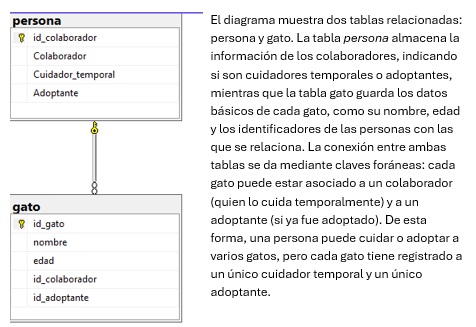 persona
id_colaborador
Colaborador
Cuidador_temporal
Adoptante
gato
id_gato
nombre
edad
id_colaborador
id_adoptante
El diagrama muestra dos tablas relacionadas:
persona y gato. La tabla persona almacena la
información de los colaboradores, indicando
si son cuidadores temporales o adoptantes,
mientras que la tabla gato guarda los datos
básicos de cada gato, como su nombre, edad
y los identificadores de las personas con las
que se relaciona. La conexión entre ambas
tablas se da mediante claves foráneas: cada
gato puede estar asociado a un colaborador
(quien lo cuida temporalmente) y a un
adoptante (si ya fue adoptado). De esta
forma, una persona puede cuidar o adoptar a
varios gatos, pero cada gato tiene registrado a
un único cuidador temporal y un único
adoptante.